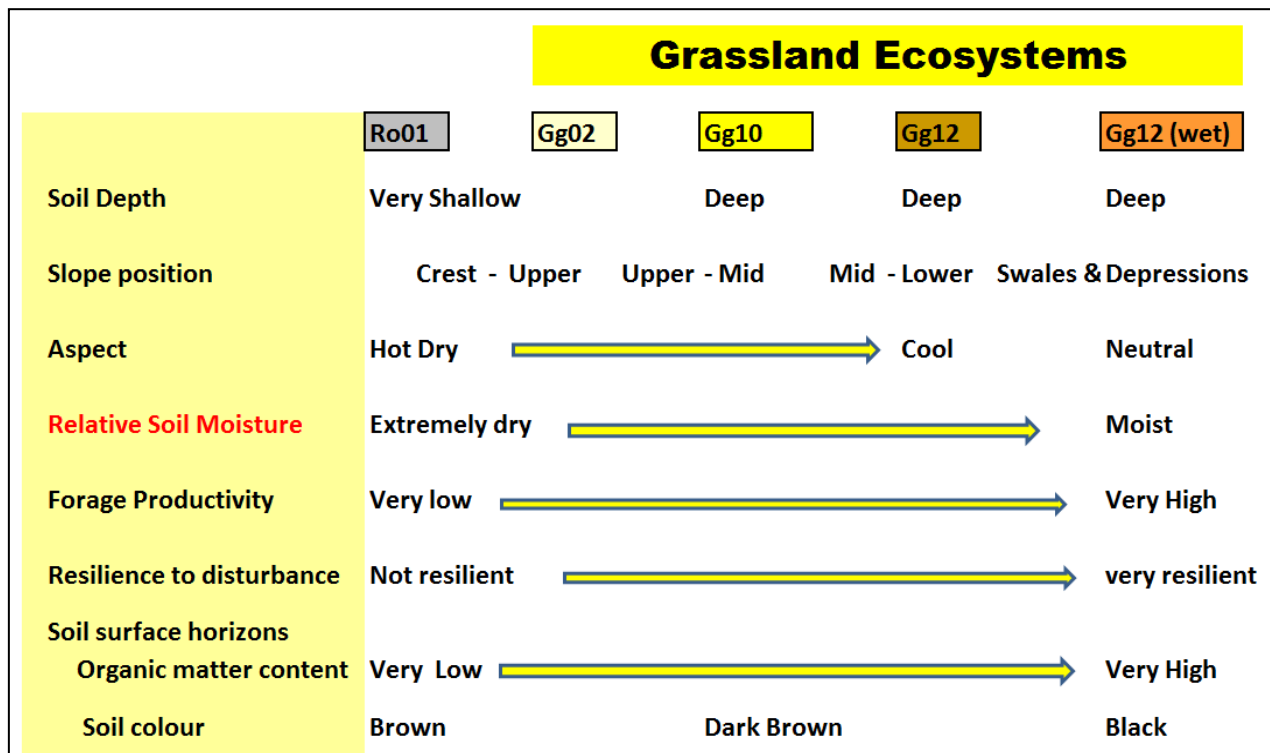 Grassland Ecosystems
Ro01 Gg02 Gg10 Gg12 Gg12 (wet)
Soil Depth Very Shallow Deep Deep Deep
Slope position Crest - Upper Upper - Mid Mid - Lower Swales & Depressions
Aspect Hot Dry Cool Neutral
Relative Soil Moisture Extremely dry Moist
Forage Productivity Very low Very High
Resilience to disturbance Not resilient very resilient
Soil surface horizons
Organic matter content Very Low Very High
Soil colour Brown Dark Brown Black